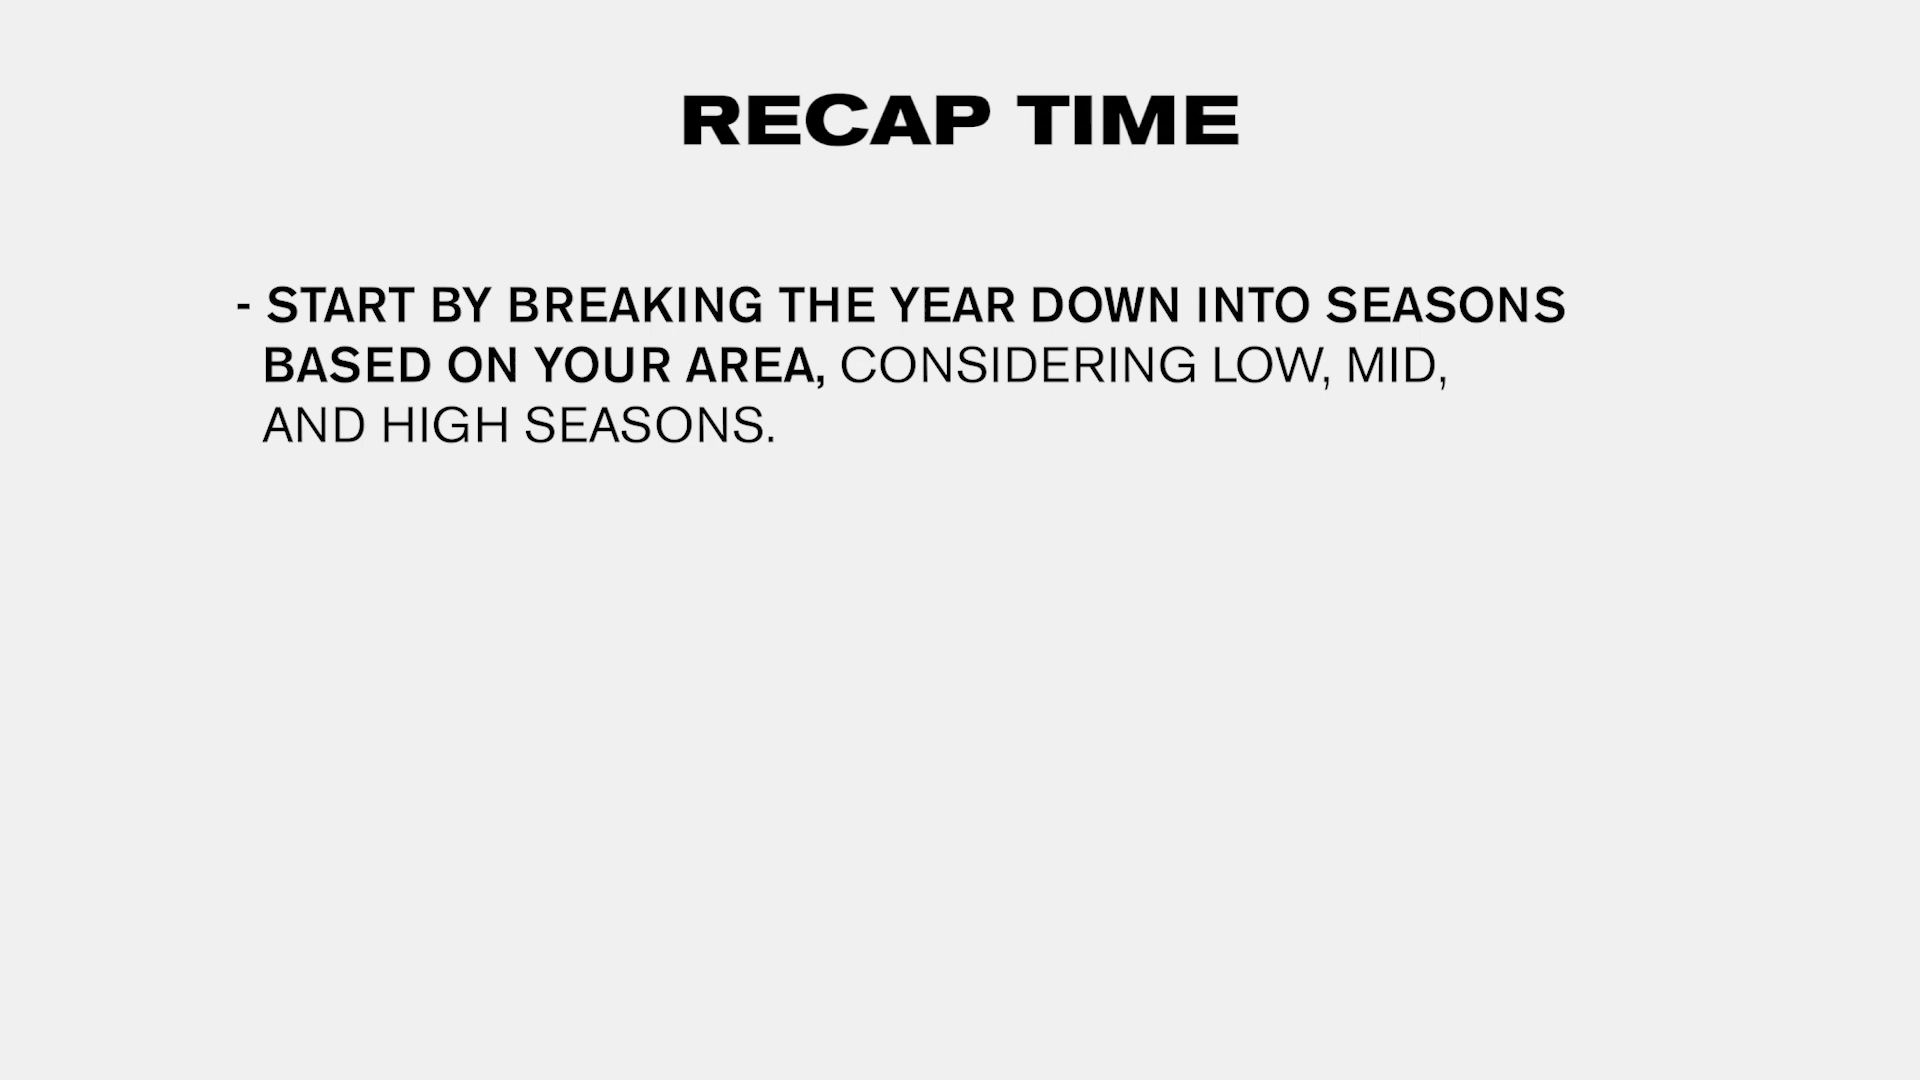 RECAP TIME
- START BY BREAKING THE YEAR DOWN INTO SEASONS
BASED ON YOUR AREA, CONSIDERING LOW, MID,
AND HIGH SEASONS.